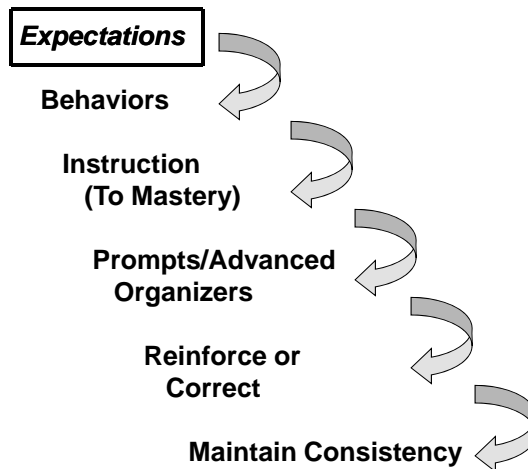 Expectations
Behaviors
Instruction
(To Mastery)
Prompts/Advanced
Organizers
Reinforce or
Correct
Maintain Consistency